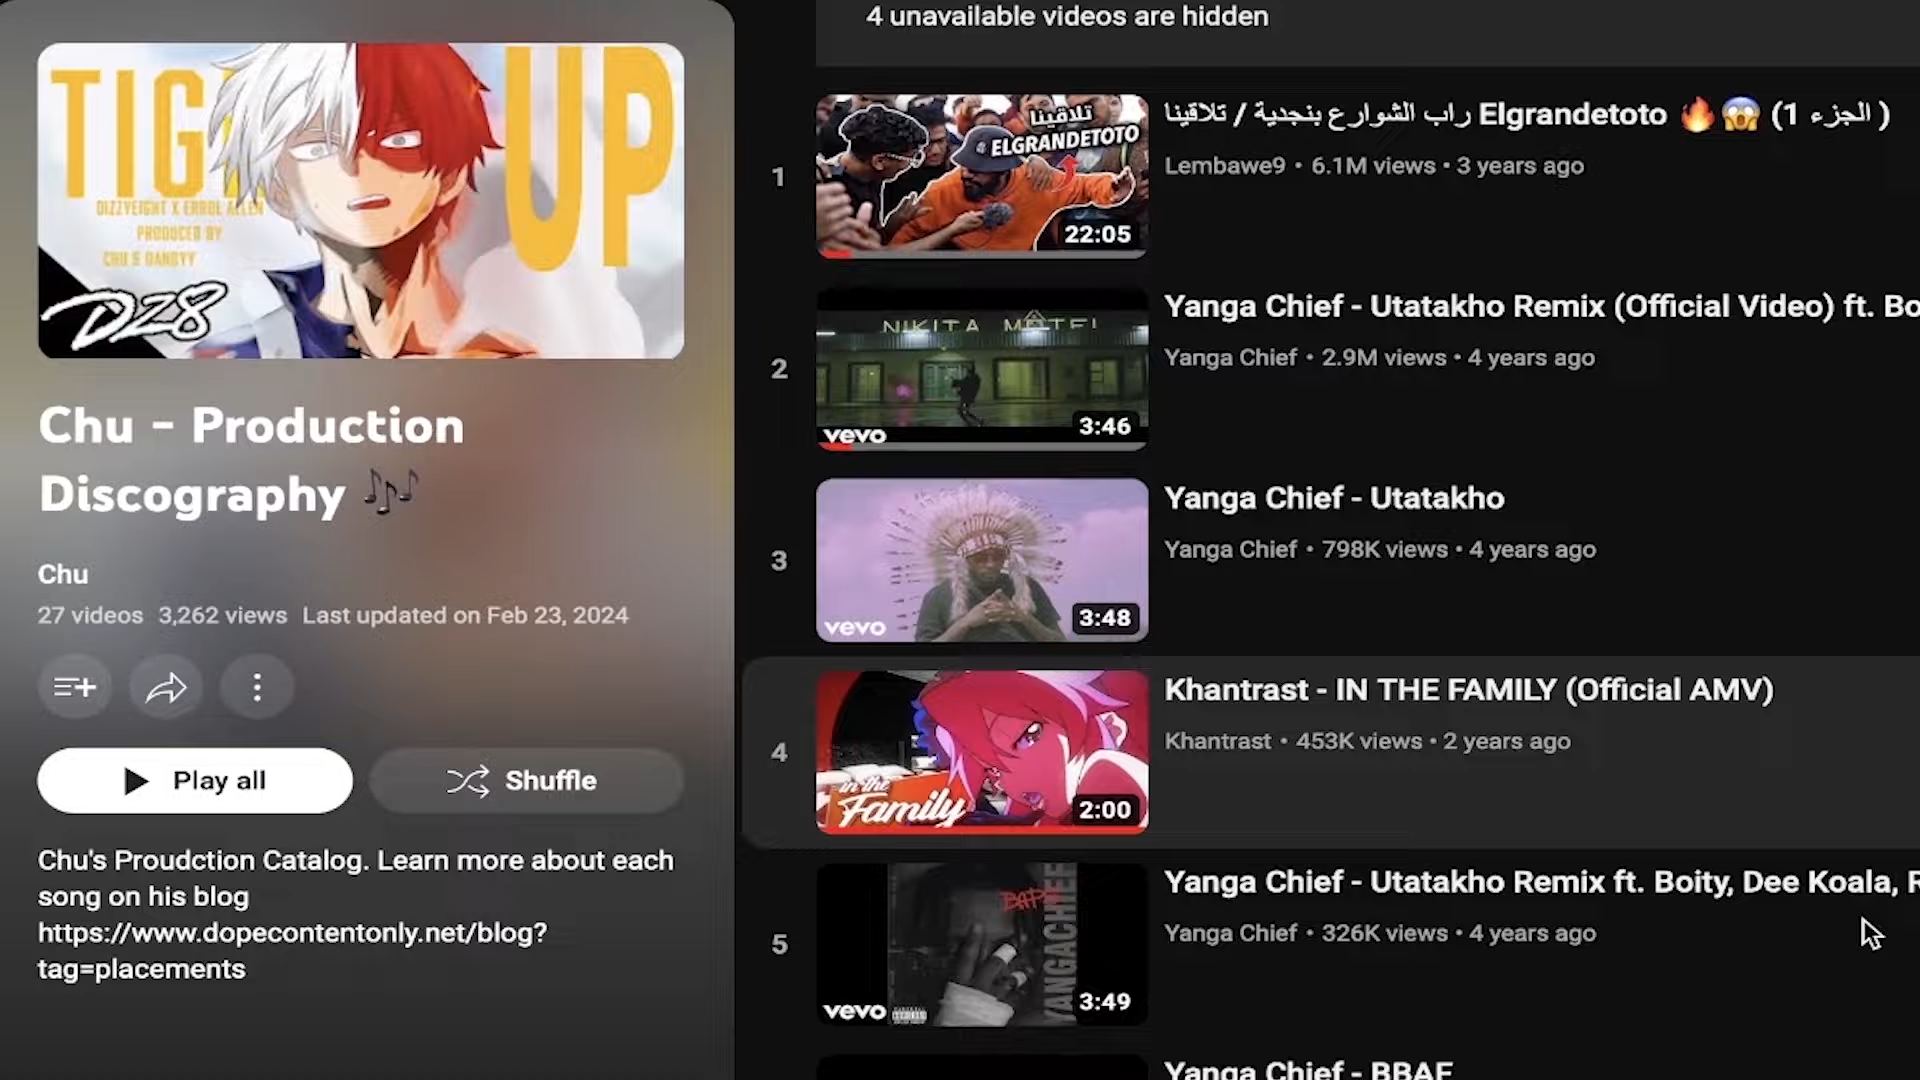 TIG UP
DIZZYEIGHT X ERROL ALLEN
PRODUCED BY
CHU & DANDYY
DZ8
Chu - Production
Discography 🎶
Chu
27 videos 3,262 views Last updated on Feb 23, 2024
Play all
Shuffle
Chu's Proudction Catalog. Learn more about each
song on his blog
https://www.dopecontentonly.net/blog?
tag=placements
4 unavailable videos are hidden
1
تلاقينا
ELGRANDETOTO
22:05
راب الشوارع بنجدية / تلاقينا Elgrandetoto 🔥😱 (الجزء 1 )
Lembawe9 • 6.1M views • 3 years ago
2
NIKITA MOTEL
vevo
3:46
Yanga Chief - Utatakho Remix (Official Video) ft. Bo
Yanga Chief • 2.9M views • 4 years ago
3
vevo
3:48
Yanga Chief - Utatakho
Yanga Chief • 798K views • 4 years ago
4
in the
Family
2:00
Khantrast - IN THE FAMILY (Official AMV)
Khantrast • 453K views • 2 years ago
5
YANGACHIEF
vevo
3:49
Yanga Chief - Utatakho Remix ft. Boity, Dee Koala, R
Yanga Chief • 326K views • 4 years ago
Yanga Chief - BBAF